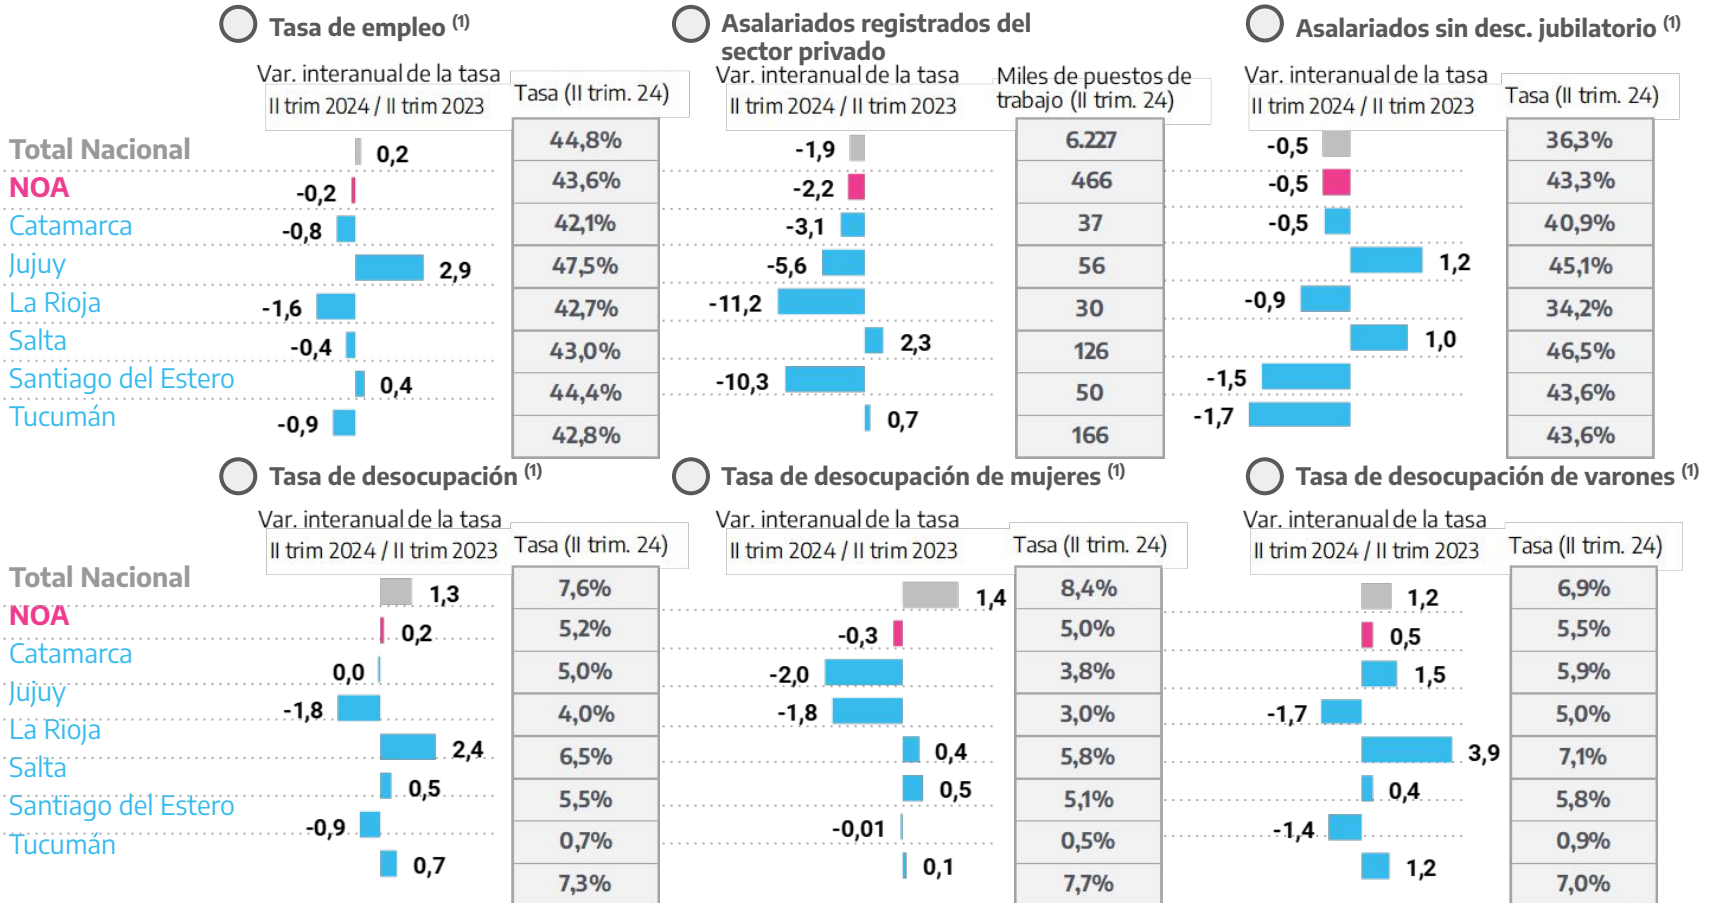 Tasa de empleo (1)
Var. interanual de la tasa
II trim 2024 / II trim 2023
Tasa (II trim. 24)
Asalariados registrados del
sector privado
Var. interanual de la tasa
II trim 2024 / II trim 2023
Miles de puestos de
trabajo (II trim. 24)
Asalariados sin desc. jubilatorio (1)
Var. interanual de la tasa
II trim 2024 / II trim 2023
Tasa (II trim. 24)
Total Nacional 0,2 44,8% -1,9 6.227 -0,5 36,3%
NOA -0,2 43,6% -2,2 466 -0,5 43,3%
Catamarca -0,8 42,1% -3,1 37 -0,5 40,9%
Jujuy 2,9 47,5% -5,6 56 1,2 45,1%
La Rioja -1,6 42,7% -11,2 30 -0,9 34,2%
Salta -0,4 43,0% 2,3 126 1,0 46,5%
Santiago del Estero 0,4 44,4% -10,3 50 -1,5 43,6%
Tucumán -0,9 42,8% 0,7 166 -1,7 43,6%
Tasa de desocupación (1)
Var. interanual de la tasa
II trim 2024 / II trim 2023
Tasa (II trim. 24)
Tasa de desocupación de mujeres (1)
Var. interanual de la tasa
II trim 2024 / II trim 2023
Tasa (II trim. 24)
Tasa de desocupación de varones (1)
Var. interanual de la tasa
II trim 2024 / II trim 2023
Tasa (II trim. 24)
Total Nacional 1,3 7,6% 1,4 8,4% 1,2 6,9%
NOA 0,2 5,2% -0,3 5,0% 0,5 5,5%
Catamarca 0,0 5,0% -2,0 3,8% 1,5 5,9%
Jujuy -1,8 4,0% -1,8 3,0% -1,7 5,0%
La Rioja 2,4 6,5% 0,4 5,8% 3,9 7,1%
Salta 0,5 5,5% 0,5 5,1% 0,4 5,8%
Santiago del Estero -0,9 0,7% -0,01 0,5% -1,4 0,9%
Tucumán 0,7 7,3% 0,1 7,7% 1,2 7,0%